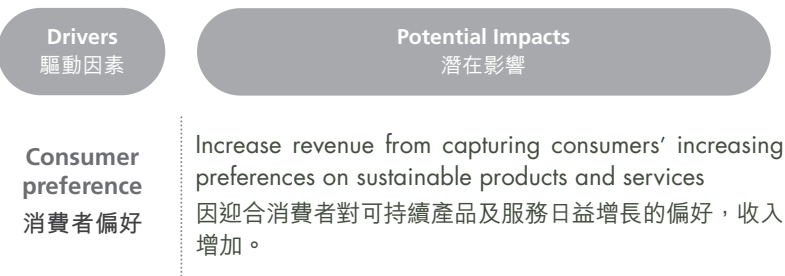 Drivers
驅動因素
Potential Impacts
潛在影響
Consumer
preference
消費者偏好
Increase revenue from capturing consumers’ increasing
preferences on sustainable products and services
因迎合消費者對可持續產品及服務日益增長的偏好，收入
增加。